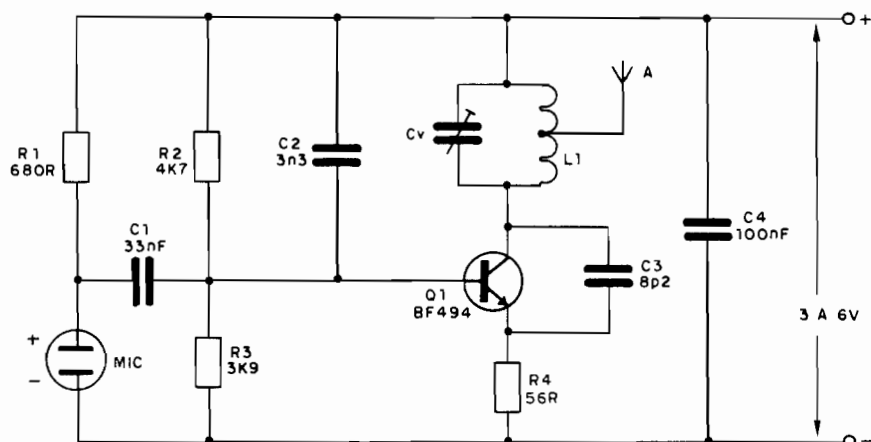 +
A
R1
680R
R2
4K7
C2
3n3
Cv
L1
C1
33nF
C4
100nF
C3
8p2
Q1
BF494
3 A 6V
+
-
MIC
R3
3K9
R4
56R
-